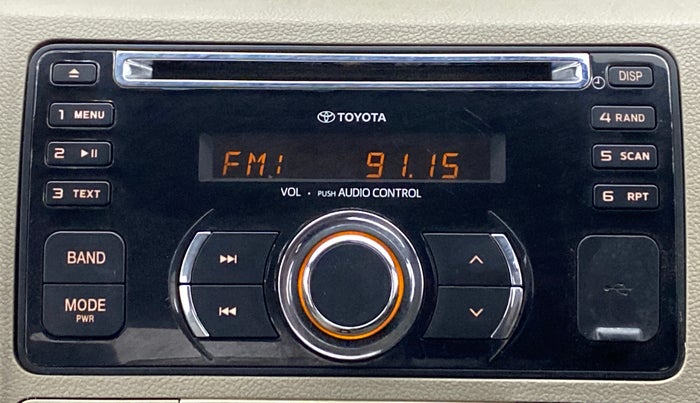 DISP
1 MENU
TOYOTA
4 RAND
2
FM1 91.15
5 SCAN
3 TEXT
VOL • PUSH AUDIO CONTROL
6 RPT
BAND
MODE
PWR